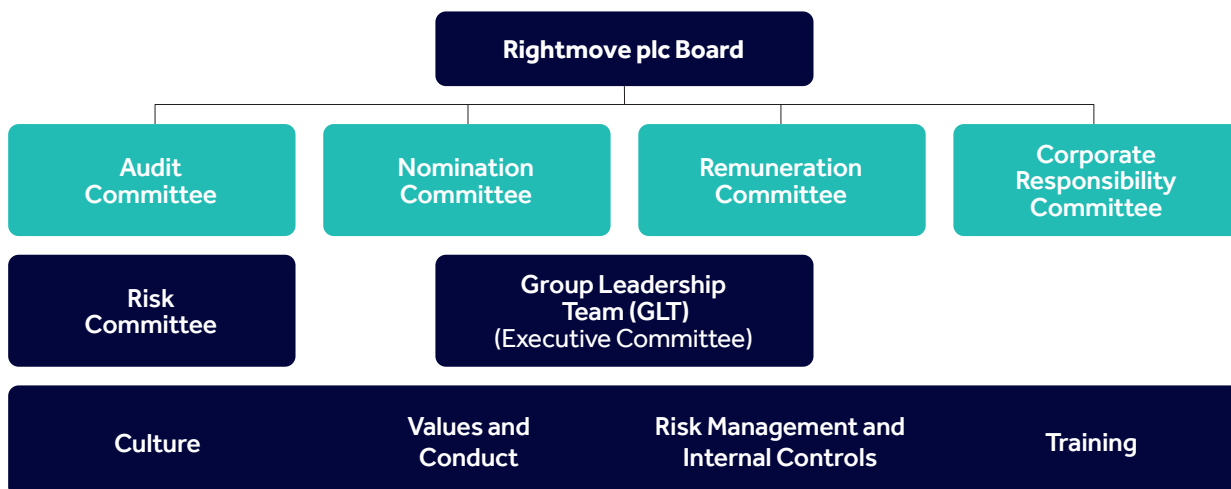 Rightmove plc Board
Audit
Committee
Nomination
Committee
Remuneration
Committee
Corporate
Responsibility
Committee
Risk
Committee
Group Leadership
Team (GLT)
(Executive Committee)
Culture
Values and
Conduct
Risk Management and
Internal Controls
Training